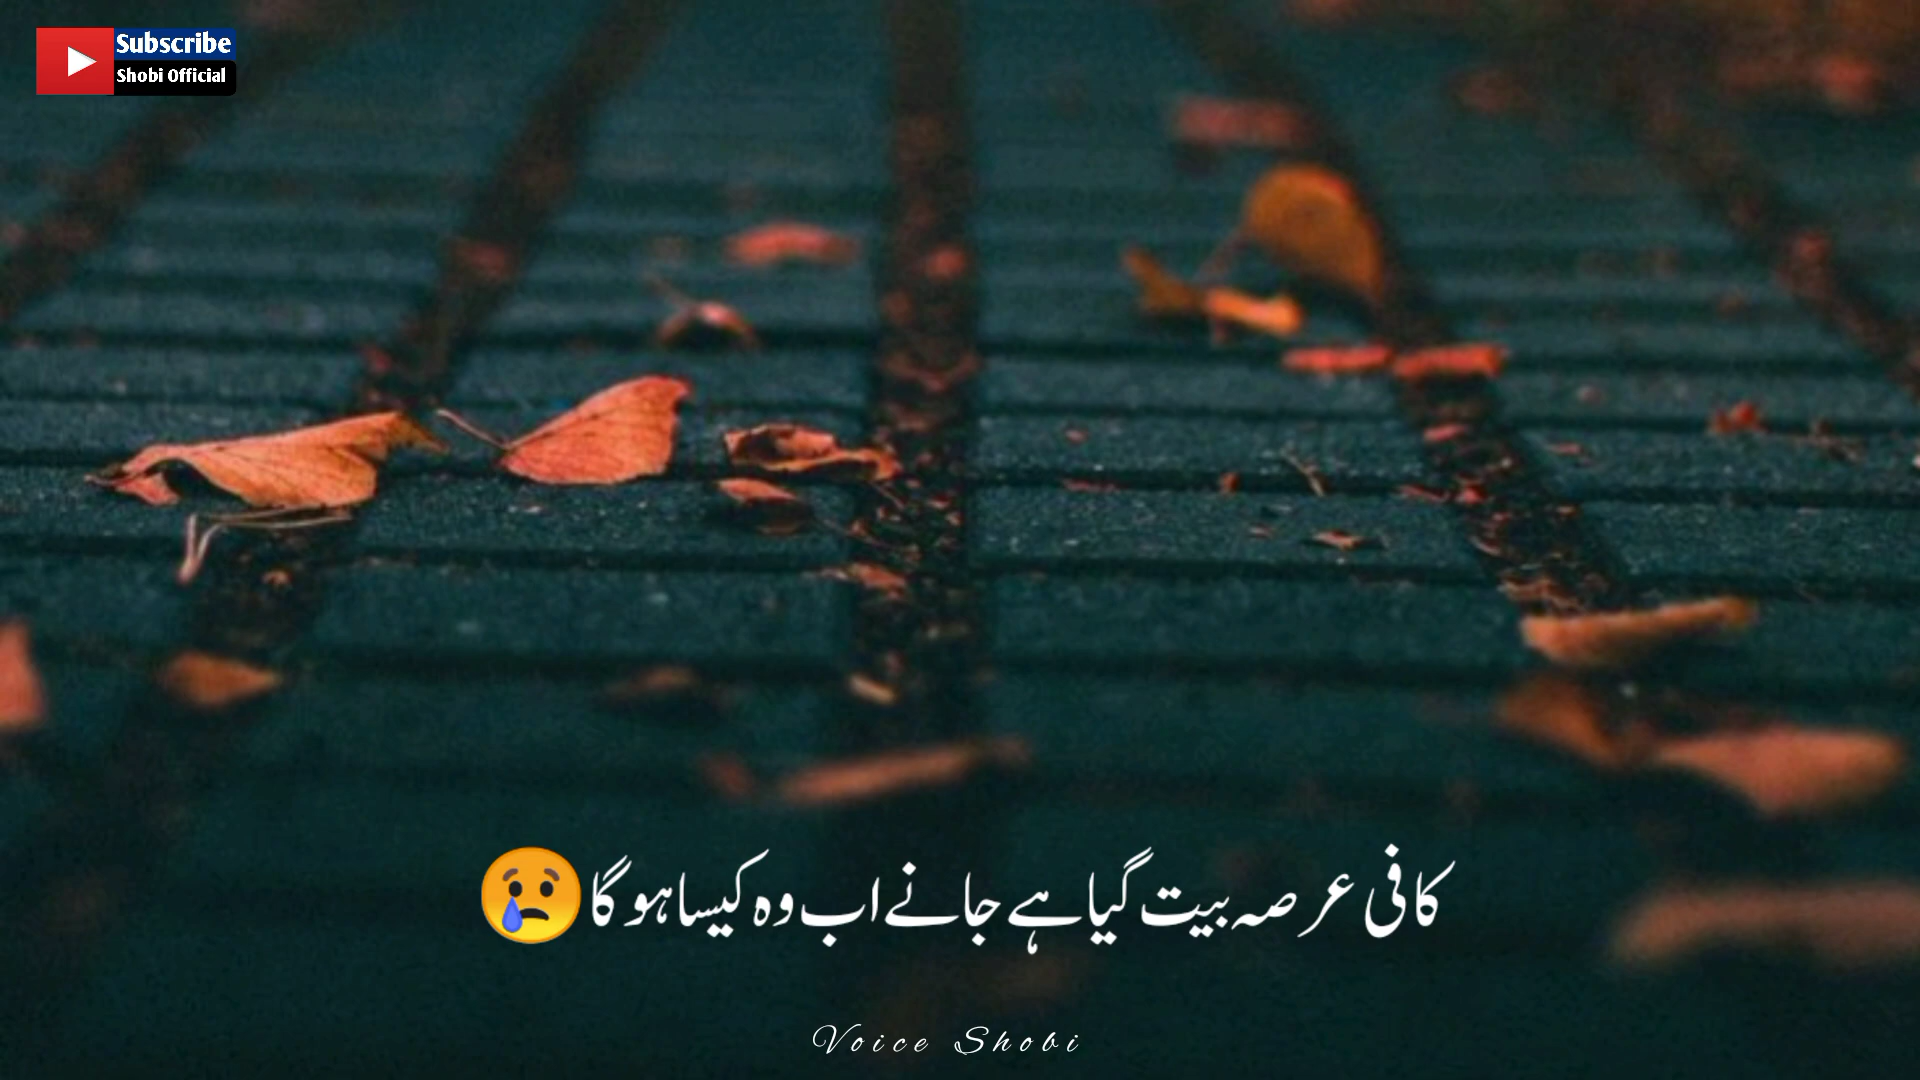 Subscribe
Shobi Official
کافی عرصہ بیت گیا ہے جانے اب وہ کیسا ہو گا😢
Voice Shobi